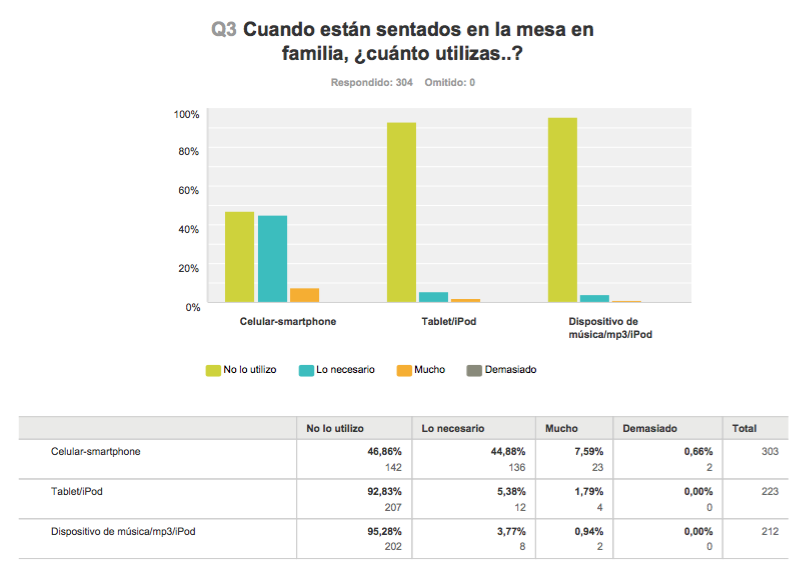 Q3 Cuando están sentados en la mesa en
familia, ¿cuánto utilizas..?
Respondido: 304 Omitido: 0
100%
80%
60%
40%
20%
0%
Celular-smartphone Tablet/iPod Dispositivo de
música/mp3/iPod
No lo utilizo Lo necesario Mucho Demasiado
No lo utilizo Lo necesario Mucho Demasiado Total
Celular-smartphone 46,86% 44,88% 7,59% 0,66% 303
142 136 23 2
Tablet/iPod 92,83% 5,38% 1,79% 0,00% 223
207 12 4 0
Dispositivo de música/mp3/iPod 95,28% 3,77% 0,94% 0,00% 212
202 8 2 0